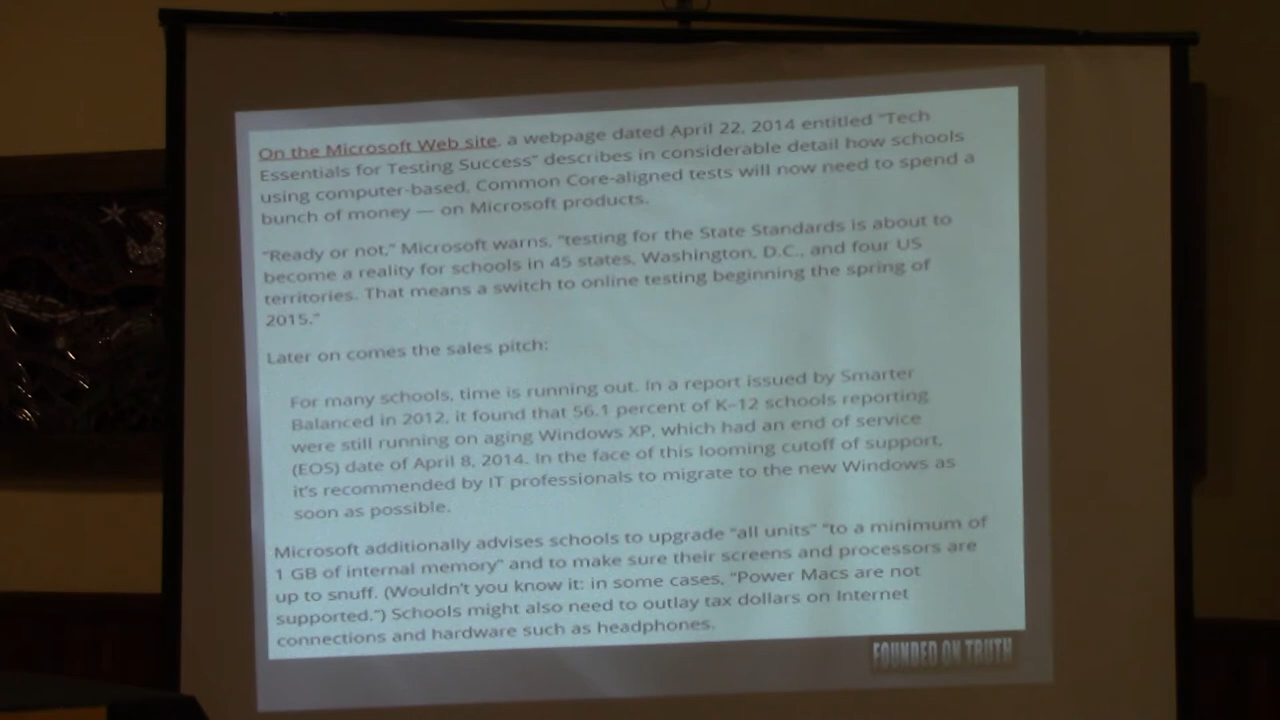 On the Microsoft Web site, a webpage dated April 22, 2014 entitled "Tech
Essentials for Testing Success" describes in considerable detail how schools
using computer-based, Common Core-aligned tests will now need to spend a
bunch of money — on Microsoft products.
"Ready or not," Microsoft warns, "testing for the State Standards is about to
become a reality for schools in 45 states, Washington, D.C., and four US
territories. That means a switch to online testing beginning the spring of
2015."
Later on comes the sales pitch:
For many schools, time is running out. In a report issued by Smarter
Balanced in 2012, it found that 56.1 percent of K–12 schools reporting
were still running on aging Windows XP, which had an end of service
(EOS) date of April 8, 2014. In the face of this looming cutoff of support,
it's recommended by IT professionals to migrate to the new Windows as
soon as possible.
Microsoft additionally advises schools to upgrade "all units" "to a minimum of
1 GB of internal memory" and to make sure their screens and processors are
up to snuff. (Wouldn't you know it: in some cases, "Power Macs are not
supported.") Schools might also need to outlay tax dollars on Internet
connections and hardware such as headphones.
FOUNDED ON TRUTH